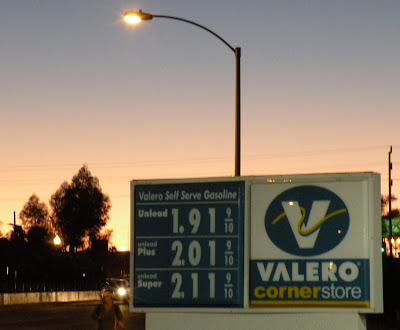 Valero Self Serve Gasoline
Unlead 1.91 9/10
unlead Plus 2.01 9/10
unlead Super 2.11 9/10
V
VALERO®
cornerstore